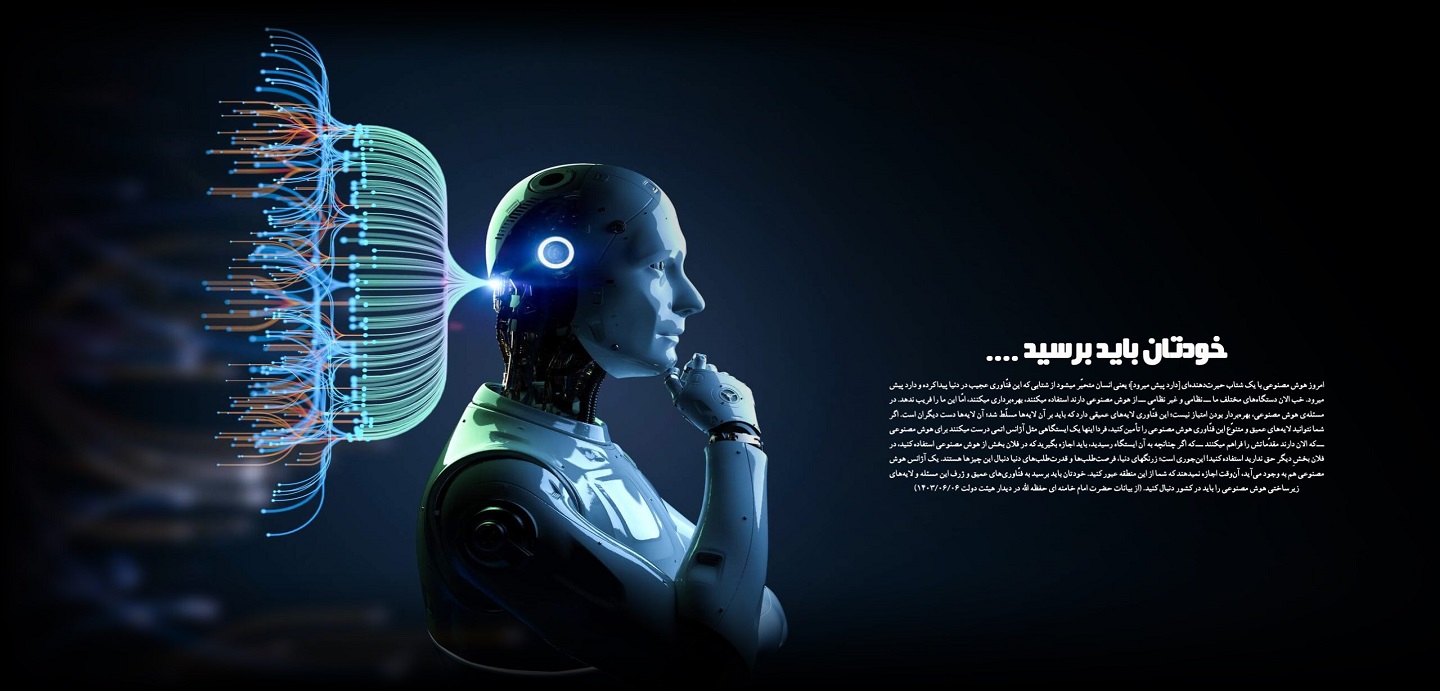 خودتان باید برسید ....
امروز هوش مصنوعی با یک شتاب حیرت‌دهنده‌ای [دارد پیش میرود]؛ یعنی انسان متحیّر میشود از شتابی که این فنّاوری عجیب در دنیا پیدا کرده و دارد پیش
میرود. خب الان دستگاه‌های مختلف ما ــ نظامی و غیر نظامی ــ از هوش مصنوعی دارند استفاده میکنند، بهره‌برداری میکنند، امّا این ما را فریب ندهد. در
مسئله‌ی هوش مصنوعی، بهره‌بردار بودن امتیاز نیست؛ این فنّاوری لایه‌های عمیقی دارد که باید بر آن لایه‌ها مسلّط شد؛ آن لایه‌ها دست دیگران است. اگر
شما نتوانید لایه‌های عمیق و متنوّع این فنّاوری هوش مصنوعی را تأمین کنید، فردا اینها یک ایستگاهی مثل آژانس اتمی درست میکنند برای هوش مصنوعی
ــ که الان دارند مقدّماتش را فراهم میکنند ــ که اگر چنانچه به آن ایستگاه رسیدید، باید اجازه بگیرید که در فلان بخش از هوش مصنوعی استفاده کنید، در
فلان بخشِ دیگر حق ندارید استفاده کنید! این‌جوری است؛ زرنگهای دنیا، فرصت‌طلب‌ها و قدرت‌طلب‌های دنیا دنبال این چیزها هستند. یک آژانس هوش
مصنوعی هم به وجود می‌آید، آن‌وقت اجازه نمیدهند که شما از این منطقه عبور کنید. خودتان باید برسید به فنّاوری‌های عمیق و ژرف این مسئله و لایه‌های
زیرساختی هوش مصنوعی را باید در کشور دنبال کنید. (از بیانات حضرت امام خامنه ای حفظه الله در دیدار هیئت دولت ۱۴۰۳/۰۶/۰۶)